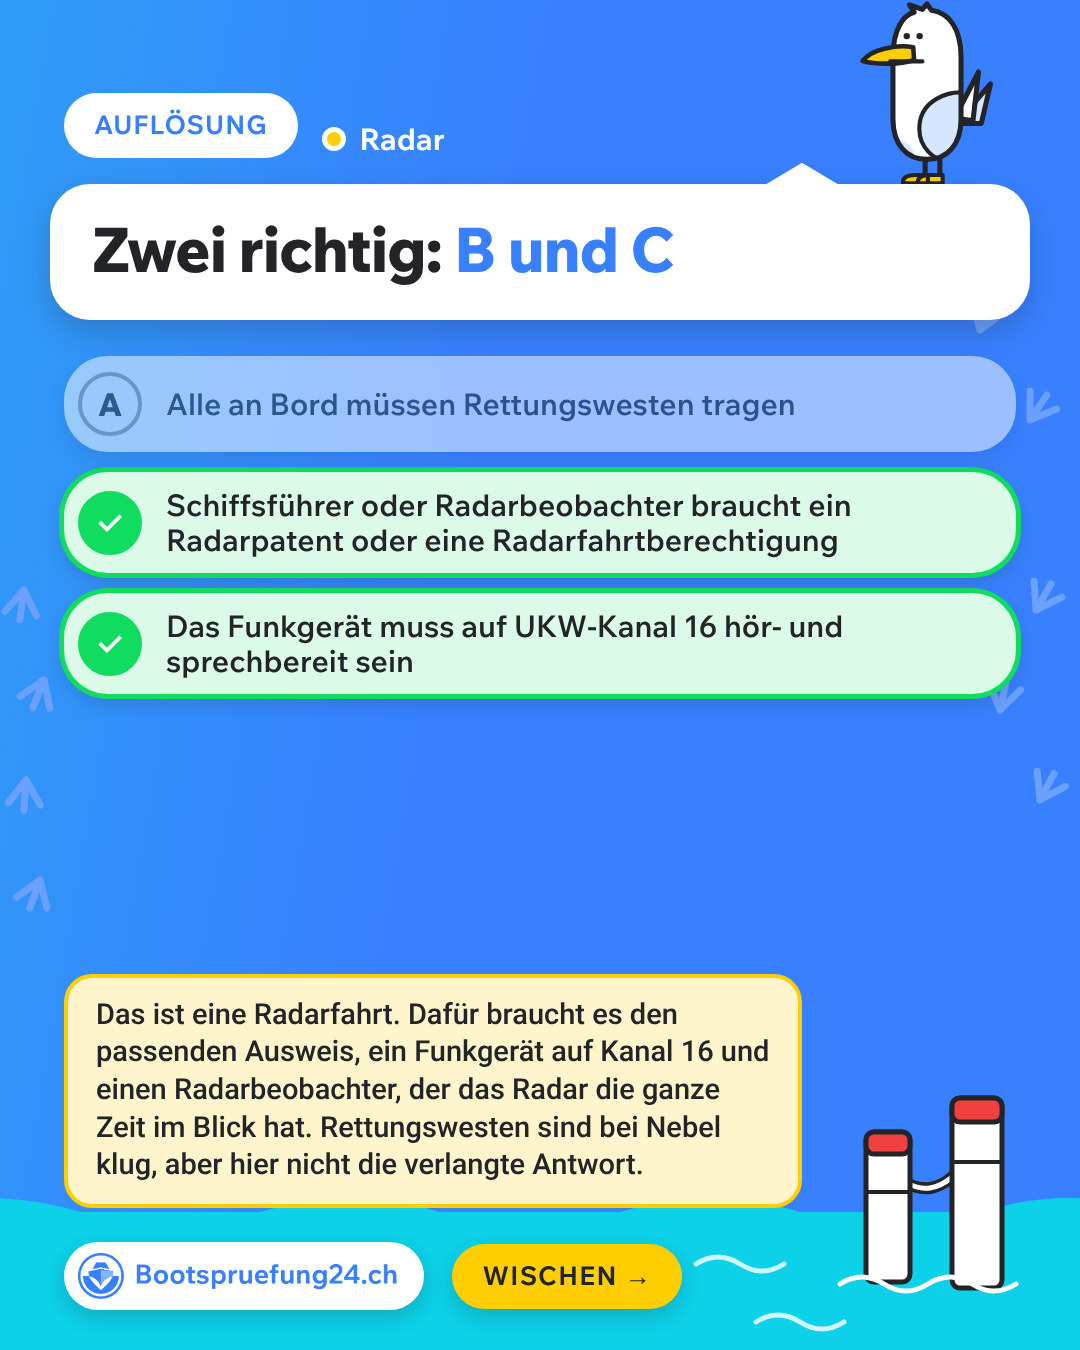 AUFLÖSUNG
Radar
Zwei richtig: B und C
A
Alle an Bord müssen Rettungswesten tragen
Schiffsführer oder Radarbeobachter braucht ein
Radarpatent oder eine Radarfahrtberechtigung
Das Funkgerät muss auf UKW-Kanal 16 hör- und
sprechbereit sein
Das ist eine Radarfahrt. Dafür braucht es den
passenden Ausweis, ein Funkgerät auf Kanal 16 und
einen Radarbeobachter, der das Radar die ganze
Zeit im Blick hat. Rettungswesten sind bei Nebel
klug, aber hier nicht die verlangte Antwort.
Bootspruefung24.ch
WISCHEN →